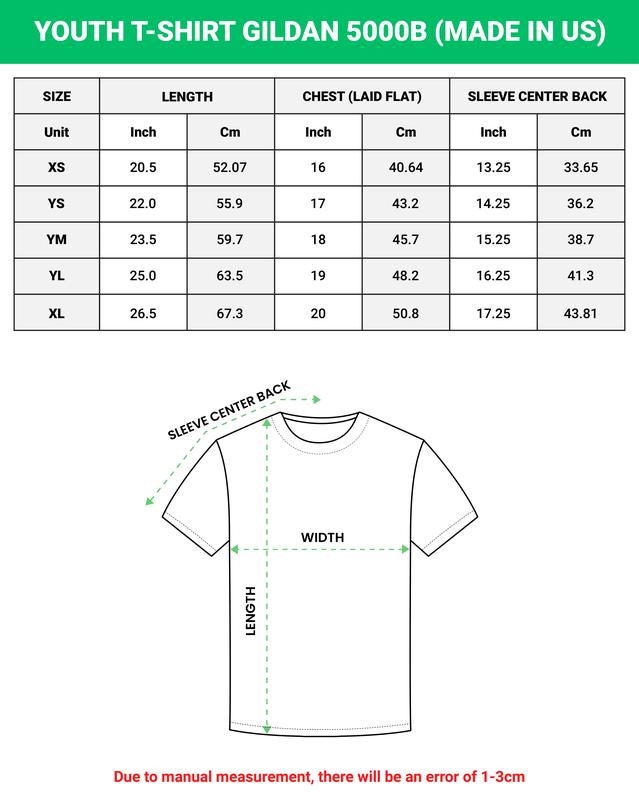 YOUTH T-SHIRT GILDAN 5000B (MADE IN US)
SIZE LENGTH CHEST (LAID FLAT) SLEEVE CENTER BACK
Unit Inch Cm Inch Cm Inch Cm
XS 20.5 52.07 16 40.64 13.25 33.65
YS 22.0 55.9 17 43.2 14.25 36.2
YM 23.5 59.7 18 45.7 15.25 38.7
YL 25.0 63.5 19 48.2 16.25 41.3
XL 26.5 67.3 20 50.8 17.25 43.81
SLEEVE CENTER BACK
WIDTH
LENGTH
Due to manual measurement, there will be an error of 1-3cm